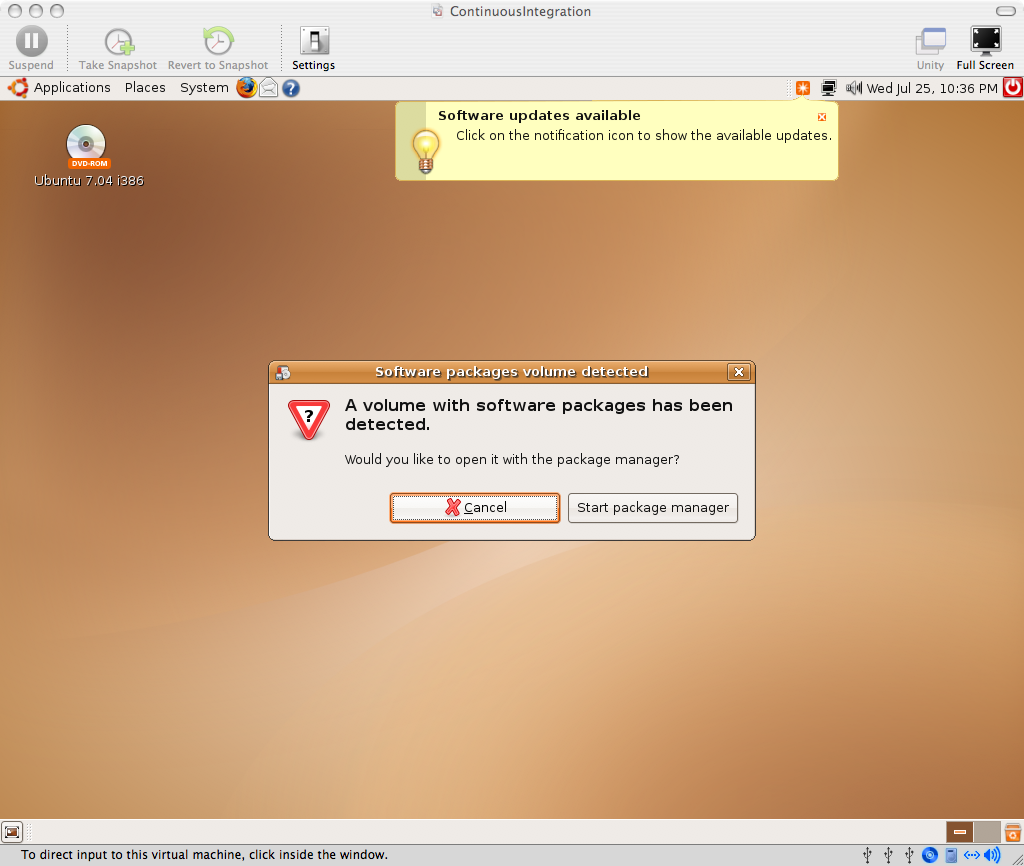 ContinuousIntegration
Suspend Take Snapshot Revert to Snapshot Settings Unity Full Screen
Applications Places System Wed Jul 25, 10:36 PM
Software updates available
Click on the notification icon to show the available updates.
DVD-ROM
Ubuntu 7.04 i386
Software packages volume detected
A volume with software packages has been
detected.
Would you like to open it with the package manager?
Cancel Start package manager
To direct input to this virtual machine, click inside the window.